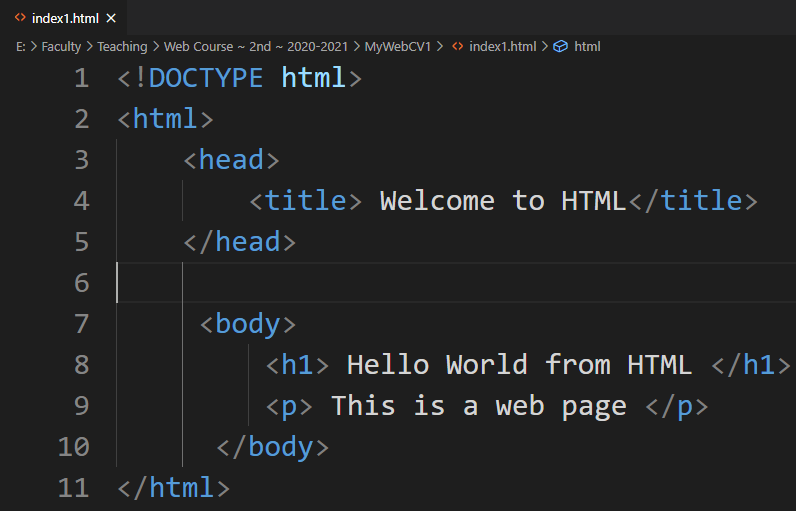 index1.html
E: > Faculty > Teaching > Web Course ~ 2nd ~ 2020-2021 > MyWebCV1 > index1.html > html
1 <!DOCTYPE html>
2 <html>
3     <head>
4         <title> Welcome to HTML</title>
5     </head>
6
7      <body>
8          <h1> Hello World from HTML </h1>
9          <p> This is a web page </p>
10       </body>
11 </html>